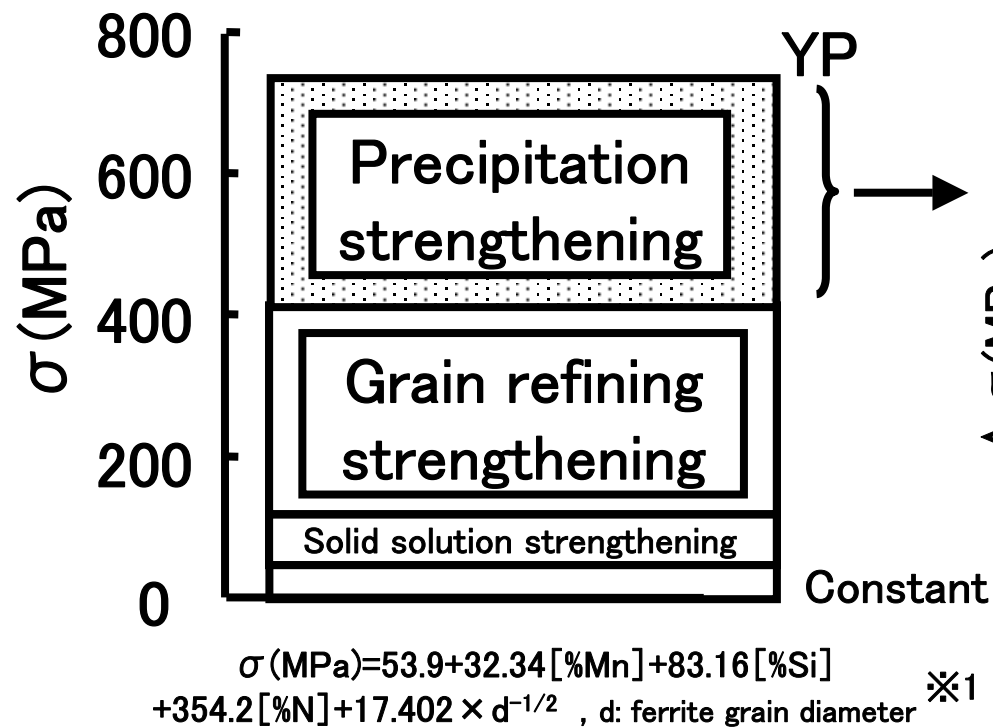 800
YP
600
400
200
0
σ(MPa)
Precipitation
strengthening
Grain refining
strengthening
Solid solution strengthening
Constant
σ(MPa)=53.9+32.34[%Mn]+83.16[%Si]
+354.2[%N]+17.402×d⁻¹/² , d: ferrite grain diameter ※1